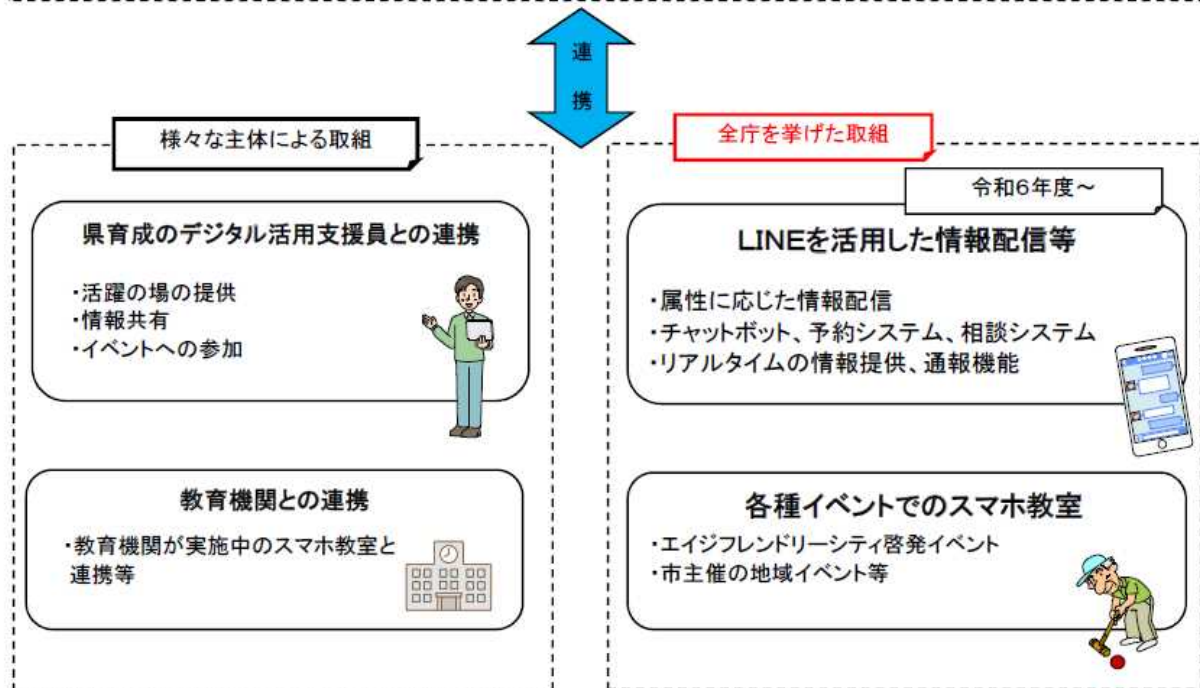 連
携
様々な主体による取組
県育成のデジタル活用支援員との連携
・活躍の場の提供
・情報共有
・イベントへの参加
教育機関との連携
・教育機関が実施中のスマホ教室と
連携等
全庁を挙げた取組
令和6年度～
LINEを活用した情報配信等
・属性に応じた情報配信
・チャットボット、予約システム、相談システム
・リアルタイムの情報提供、通報機能
各種イベントでのスマホ教室
・エイジフレンドリーシティ啓発イベント
・市主催の地域イベント等